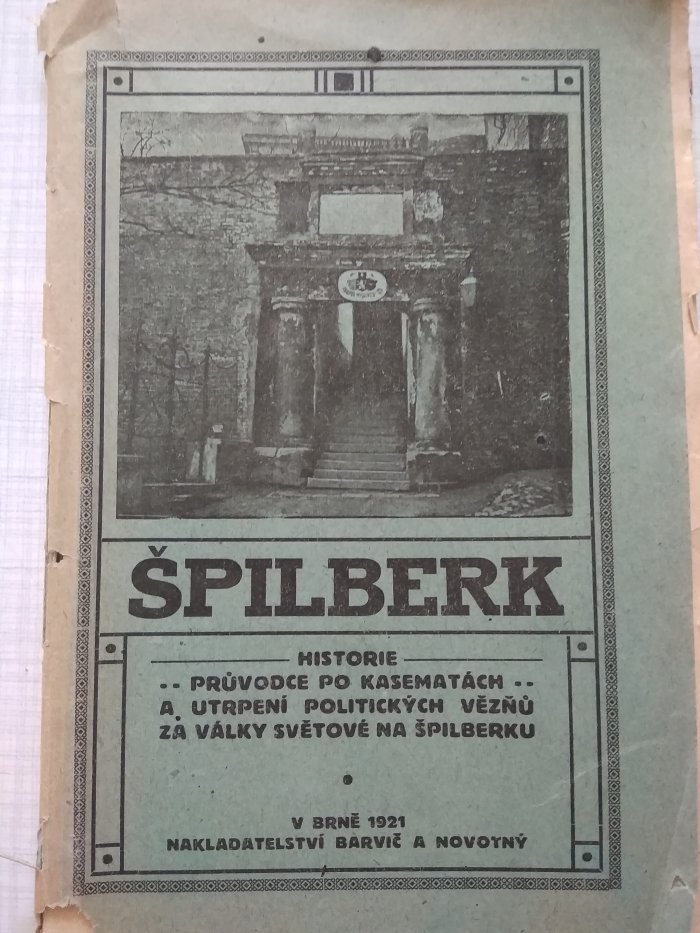 ŠPILBERK
HISTORIE
PRŮVODCE PO KASEMATÁCH
A UTRPENÍ POLITICKÝCH VĚZŇŮ
ZA VÁLKY SVĚTOVÉ NA ŠPILBERKU
V BRNĚ 1921
NAKLADATELSTVÍ BARVIČ A NOVOTNÝ